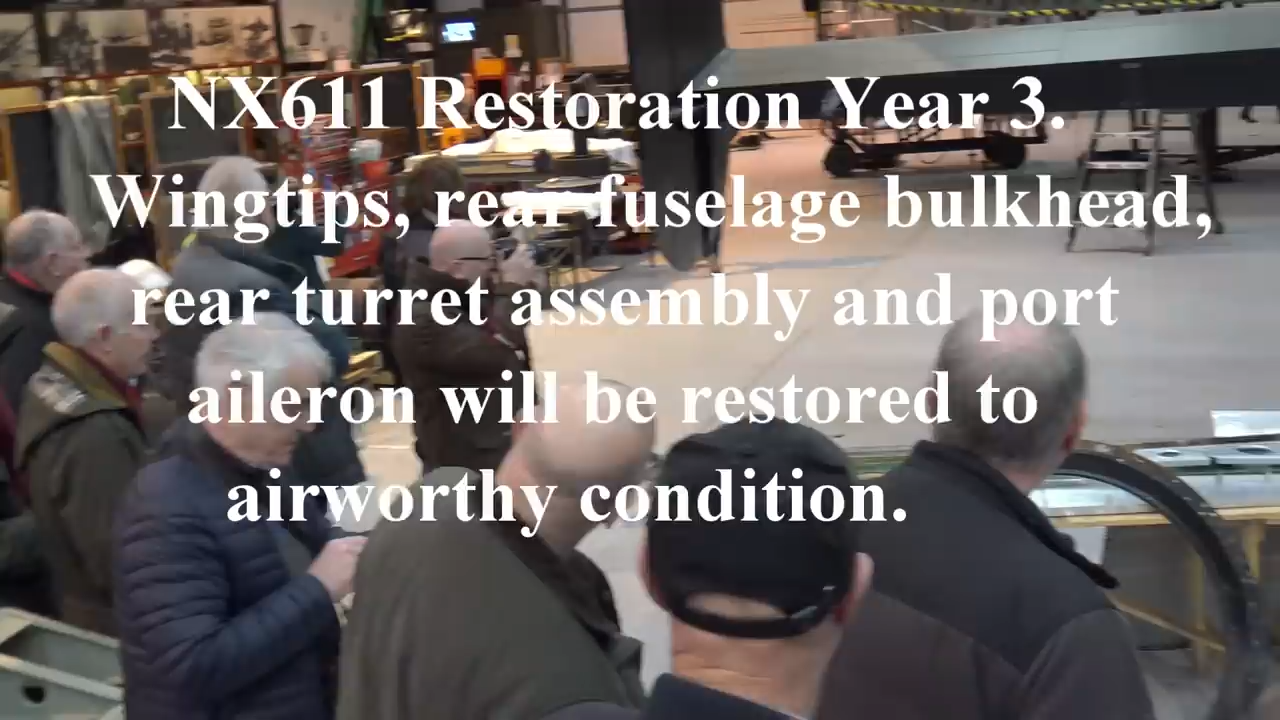 NX611 Restoration Year 3.
Wingtips, rear fuselage bulkhead,
rear turret assembly and port
aileron will be restored to
airworthy condition.